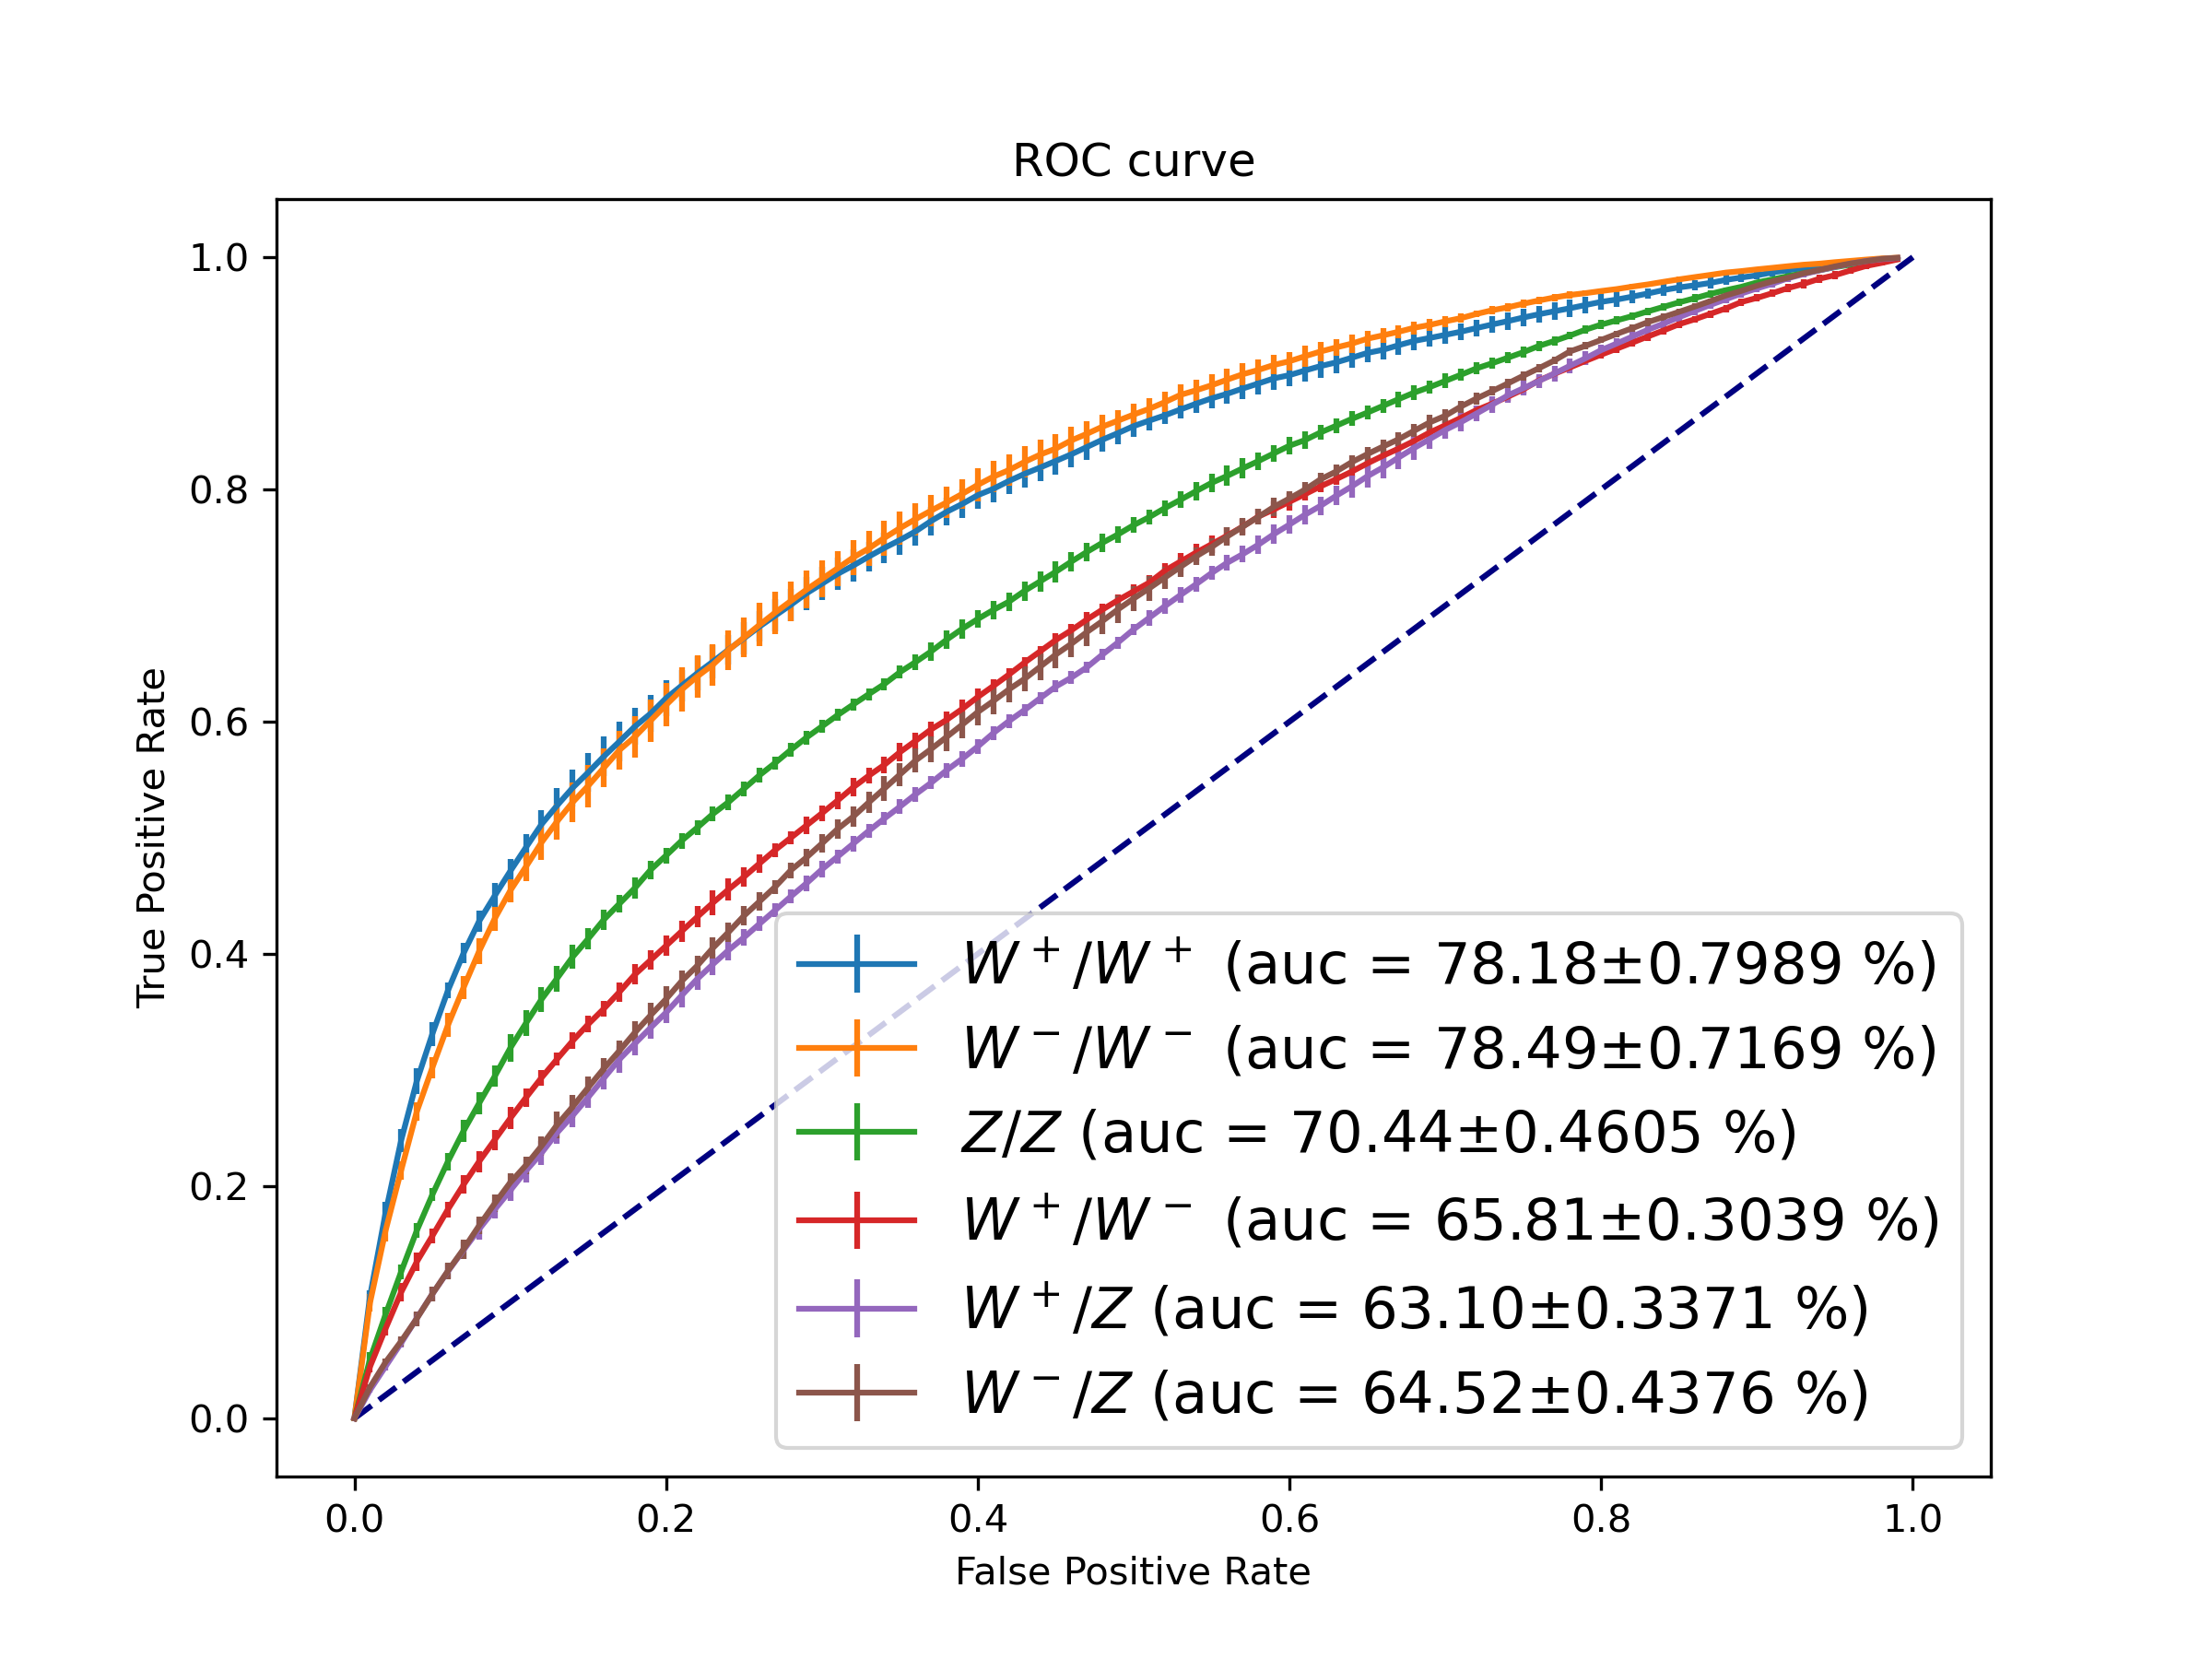 ROC curve
1.0
0.8
0.6
0.4
0.2
0.0
True Positive Rate
W⁺/W⁺ (auc = 78.18±0.7989 %)
W⁻/W⁻ (auc = 78.49±0.7169 %)
Z/Z (auc = 70.44±0.4605 %)
W⁺/W⁻ (auc = 65.81±0.3039 %)
W⁺/Z (auc = 63.10±0.3371 %)
W⁻/Z (auc = 64.52±0.4376 %)
0.0 0.2 0.4 0.6 0.8 1.0
False Positive Rate